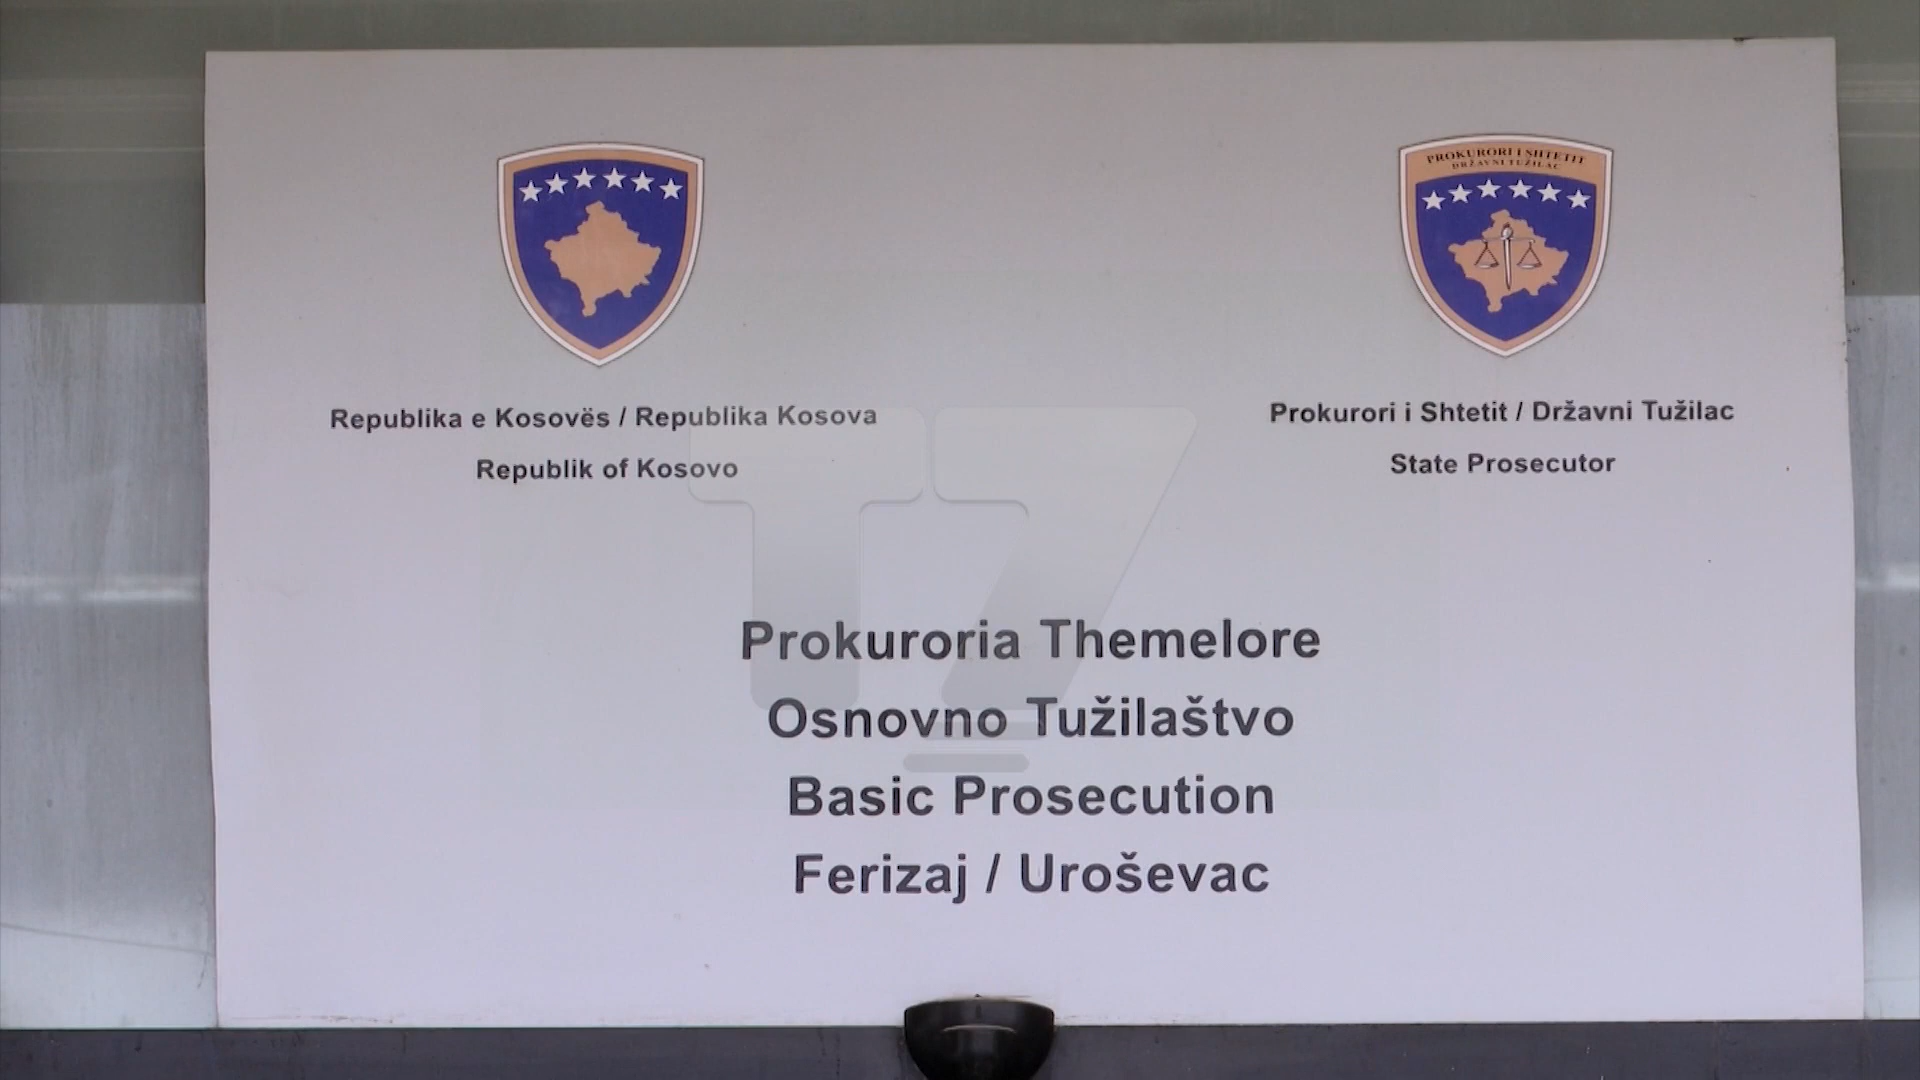 PROKURORI I SHTETIT
DRŽAVNI TUŽILAC
Republika e Kosovës / Republika Kosova
Republik of Kosovo
Prokurori i Shtetit / Državni Tužilac
State Prosecutor
T7
Prokuroria Themelore
Osnovno Tužilaštvo
Basic Prosecution
Ferizaj / Uroševac